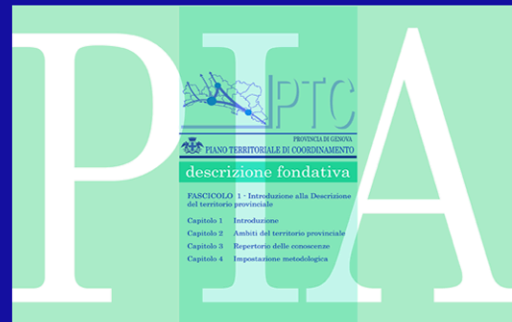 PIA
PTC
PROVINCIA DI GENOVA
PIANO TERRITORIALE DI COORDINAMENTO
descrizione fondativa
FASCICOLO 1 - Introduzione alla Descrizione
del territorio provinciale
Capitolo 1 Introduzione
Capitolo 2 Ambiti del territorio provinciale
Capitolo 3 Repertorio delle conoscenze
Capitolo 4 Impostazione metodologica